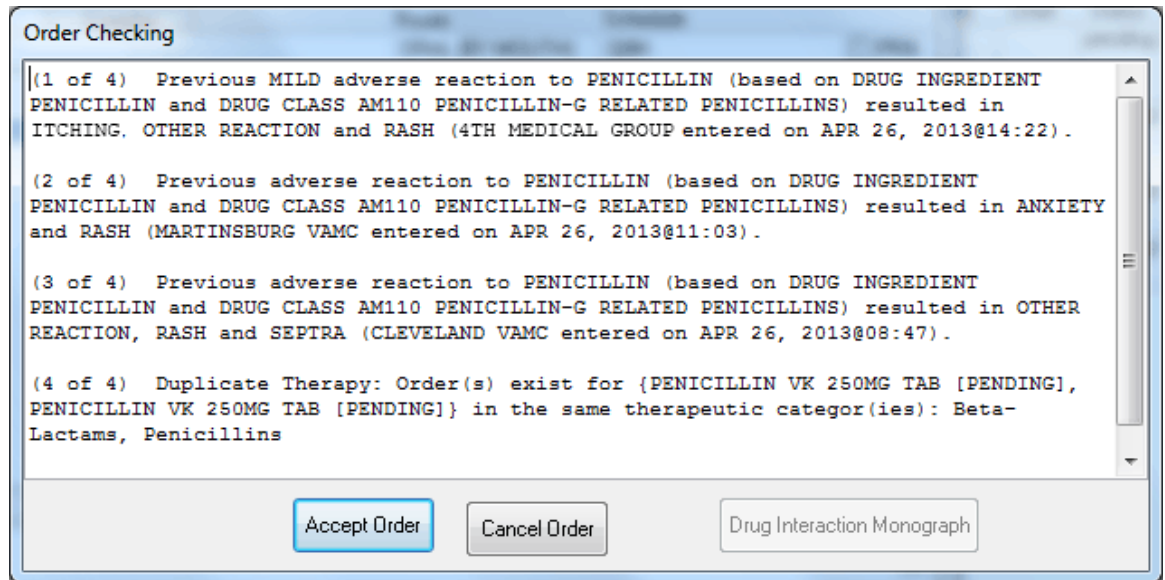 Order Checking
(1 of 4)  Previous MILD adverse reaction to PENICILLIN (based on DRUG INGREDIENT
PENICILLIN and DRUG CLASS AM110 PENICILLIN-G RELATED PENICILLINS) resulted in
ITCHING, OTHER REACTION and RASH (4TH MEDICAL GROUP entered on APR 26, 2013@14:22).
(2 of 4)  Previous adverse reaction to PENICILLIN (based on DRUG INGREDIENT
PENICILLIN and DRUG CLASS AM110 PENICILLIN-G RELATED PENICILLINS) resulted in ANXIETY
and RASH (MARTINSBURG VAMC entered on APR 26, 2013@11:03).
(3 of 4)  Previous adverse reaction to PENICILLIN (based on DRUG INGREDIENT
PENICILLIN and DRUG CLASS AM110 PENICILLIN-G RELATED PENICILLINS) resulted in OTHER
REACTION, RASH and SEPTRA (CLEVELAND VAMC entered on APR 26, 2013@08:47).
(4 of 4)  Duplicate Therapy: Order(s) exist for {PENICILLIN VK 250MG TAB [PENDING],
PENICILLIN VK 250MG TAB [PENDING]} in the same therapeutic categor(ies): Beta-
Lactams, Penicillins
Accept Order Cancel Order Drug Interaction Monograph